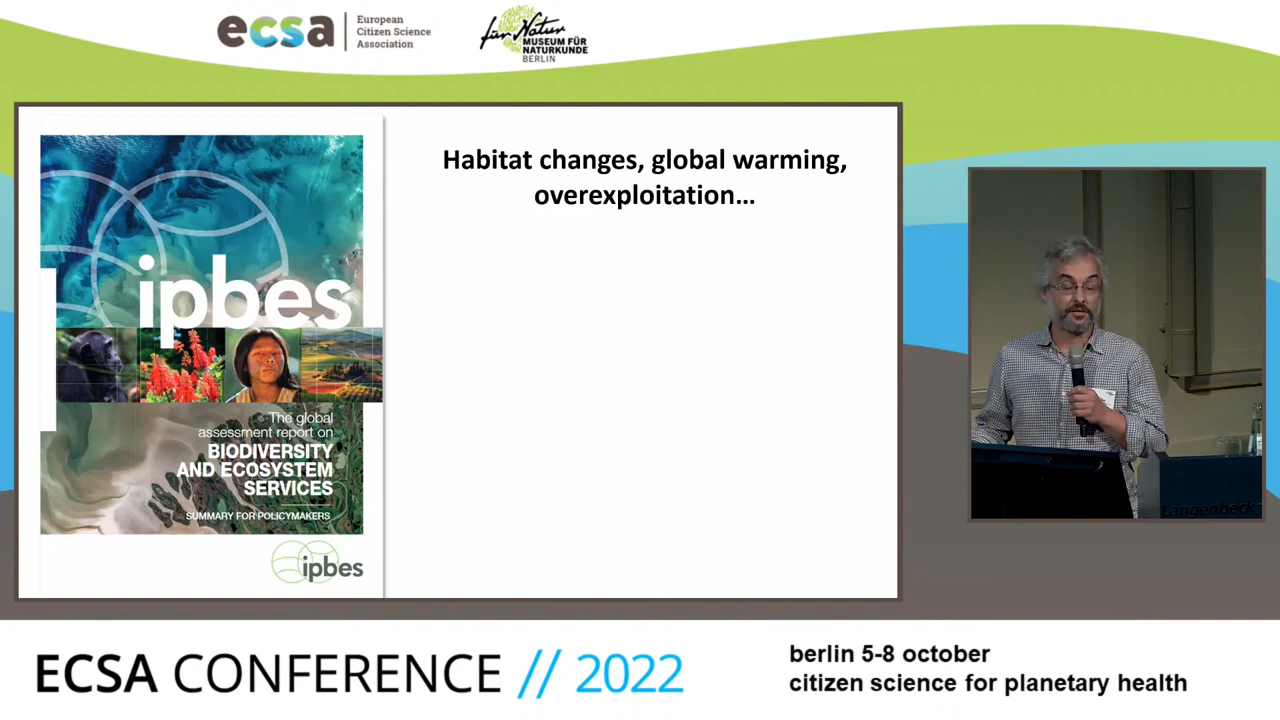 ecsa
European
Citizen Science
Association
für Natur
MUSEUM FÜR
NATURKUNDE
BERLIN
Habitat changes, global warming,
overexploitation…
ipbes
The global
assessment report on
BIODIVERSITY
AND ECOSYSTEM
SERVICES
SUMMARY FOR POLICYMAKERS
ipbes
Langenbeck
ECSA CONFERENCE // 2022
berlin 5-8 october
citizen science for planetary health